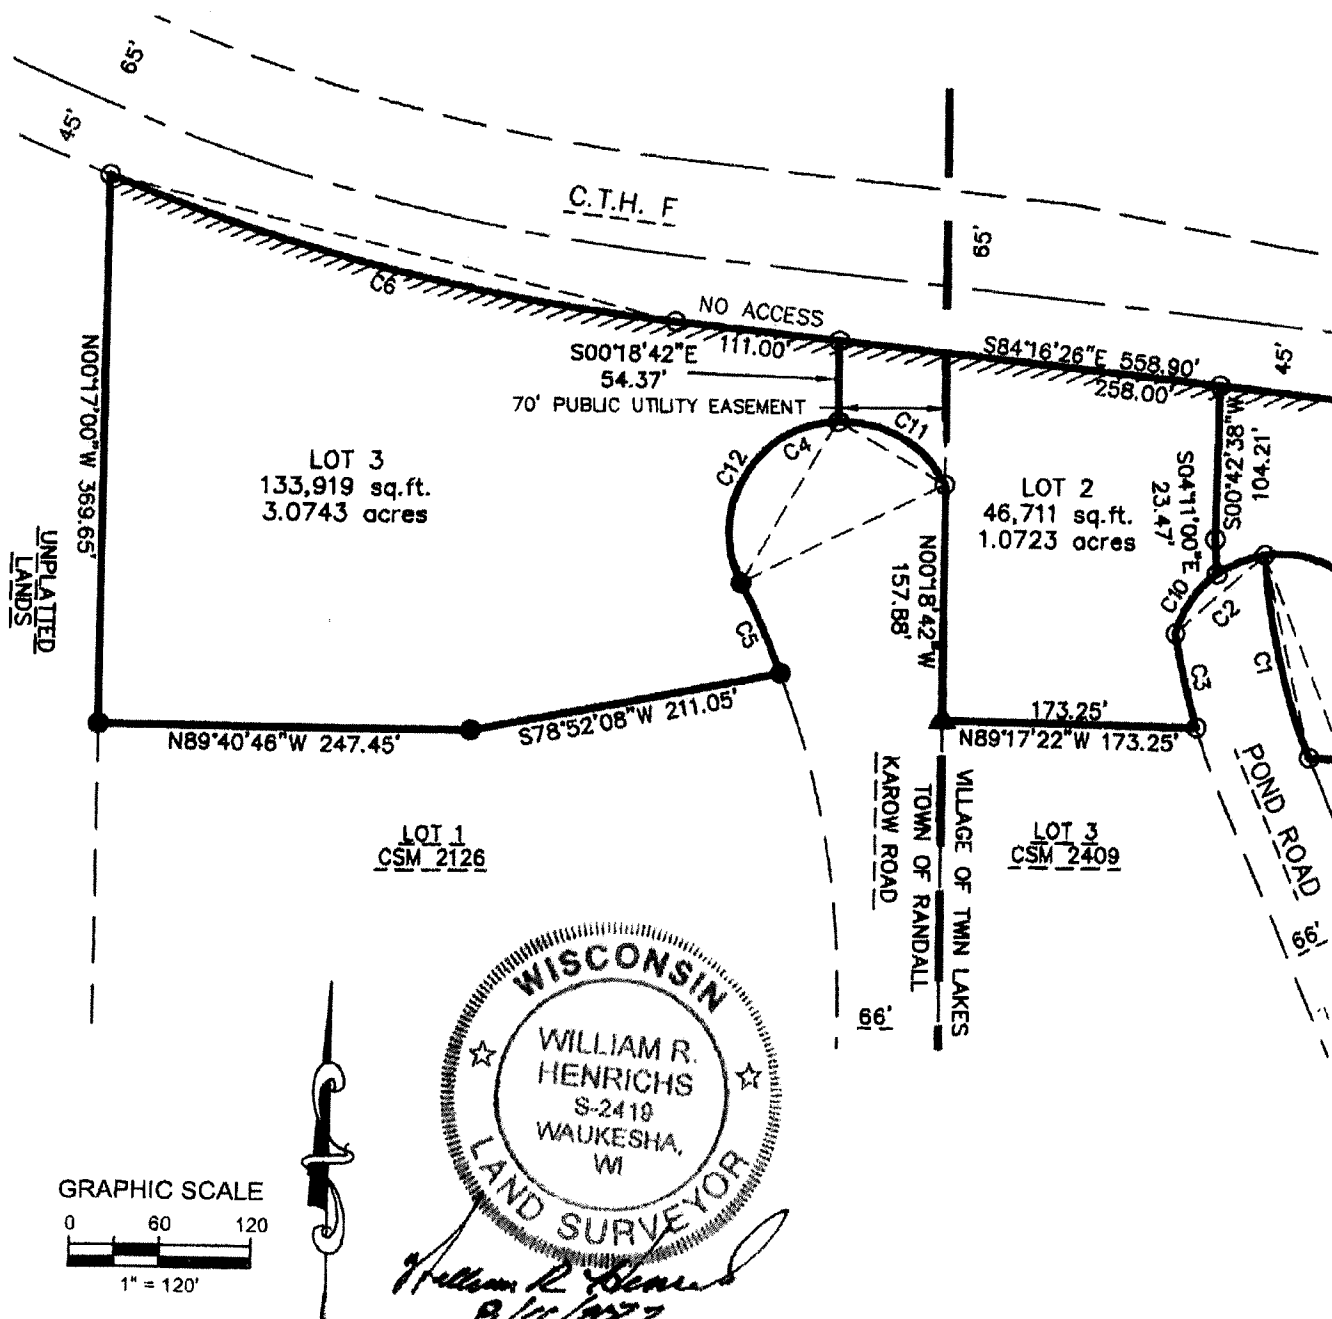 65'
45'
C.T.H. F
65'
NO ACCESS
111.00'
S84°16'26"E 558.90'
258.00'
45'
C6
S00°18'42"E
54.37'
70' PUBLIC UTILITY EASEMENT
C11
C4
C12
N00°17'00"W 369.65'
LOT 3
133,919 sq.ft.
3.0743 acres
LOT 2
46,711 sq.ft.
1.0723 acres
S04°11'00"E
23.47'
S00°42'38"W
104.21'
UNPLATTED
LANDS
N00°18'42"W
157.88'
C10
C2
C5
C3
C1
N89°40'46"W 247.45'
S78°52'08"W 211.05'
173.25'
N89°17'22"W 173.25'
LOT 1
CSM 2126
KAROW ROAD
TOWN OF RANDALL
VILLAGE OF TWIN LAKES
LOT 3
CSM 2409
POND ROAD
66'
66'
WISCONSIN
WILLIAM R.
HENRICHS
S-2419
WAUKESHA,
WI
LAND SURVEYOR
GRAPHIC SCALE
0 60 120
1" = 120'
William R Henrichs